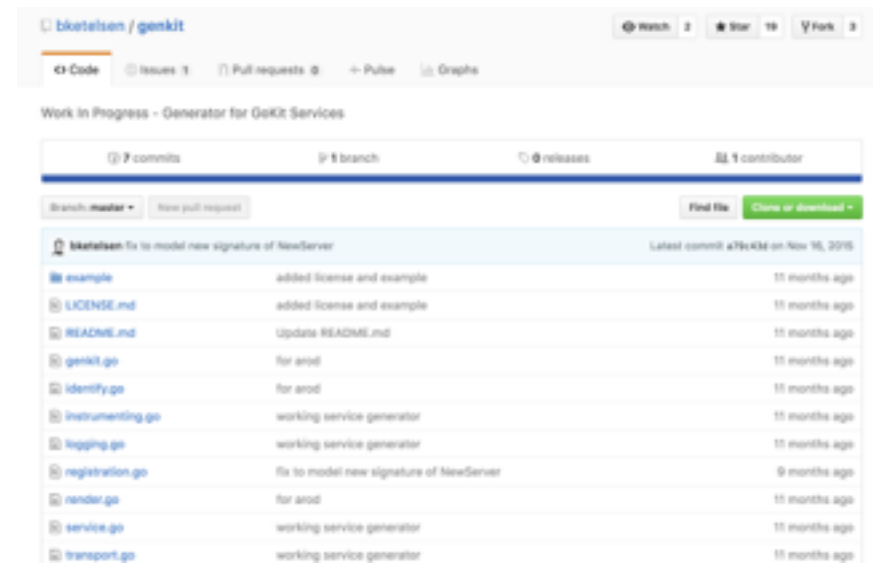 bketelsen / genkit
Watch 2 Star 19 Fork 3
Code Issues 1 Pull requests 0 Pulse Graphs
Work In Progress - Generator for GoKit Services
7 commits 1 branch 0 releases 1 contributor
Branch: master New pull request Find file Clone or download
bketelsen fix to model new signature of NewServer Latest commit a79c43d on Nov 16, 2015
example added license and example 11 months ago
LICENSE.md added license and example 11 months ago
README.md Update README.md 11 months ago
genkit.go for arod 11 months ago
identify.go for arod 11 months ago
instrumenting.go working service generator 11 months ago
logging.go working service generator 11 months ago
registration.go fix to model new signature of NewServer 9 months ago
render.go for arod 11 months ago
service.go working service generator 11 months ago
transport.go working service generator 11 months ago